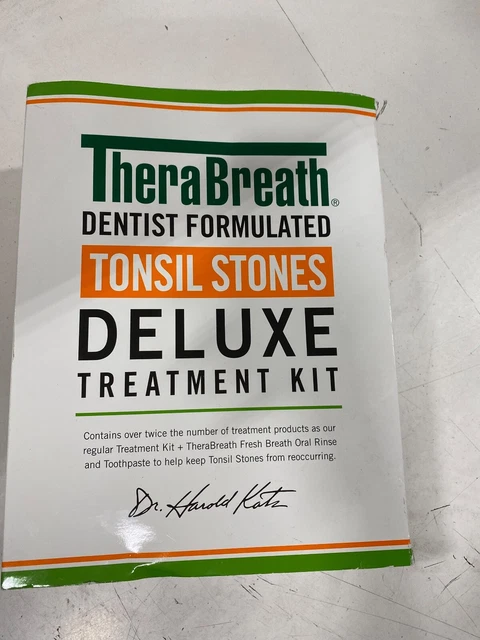 TheraBreath®
DENTIST FORMULATED
TONSIL STONES
DELUXE
TREATMENT KIT
Contains over twice the number of treatment products as our
regular Treatment Kit + TheraBreath Fresh Breath Oral Rinse
and Toothpaste to help keep Tonsil Stones from reoccurring.
Dr. Harold Katz